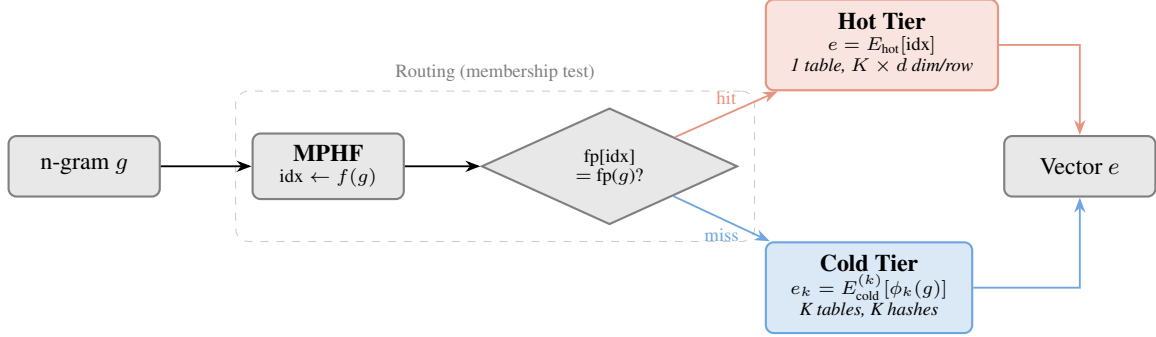 Routing (membership test)
n-gram g
MPHF
idx ← f(g)
fp[idx]
= fp(g)?
hit
miss
Hot Tier
e = E_hot[idx]
1 table, K × d dim/row
Cold Tier
e_k = E_cold^(k)[ϕ_k(g)]
K tables, K hashes
Vector e